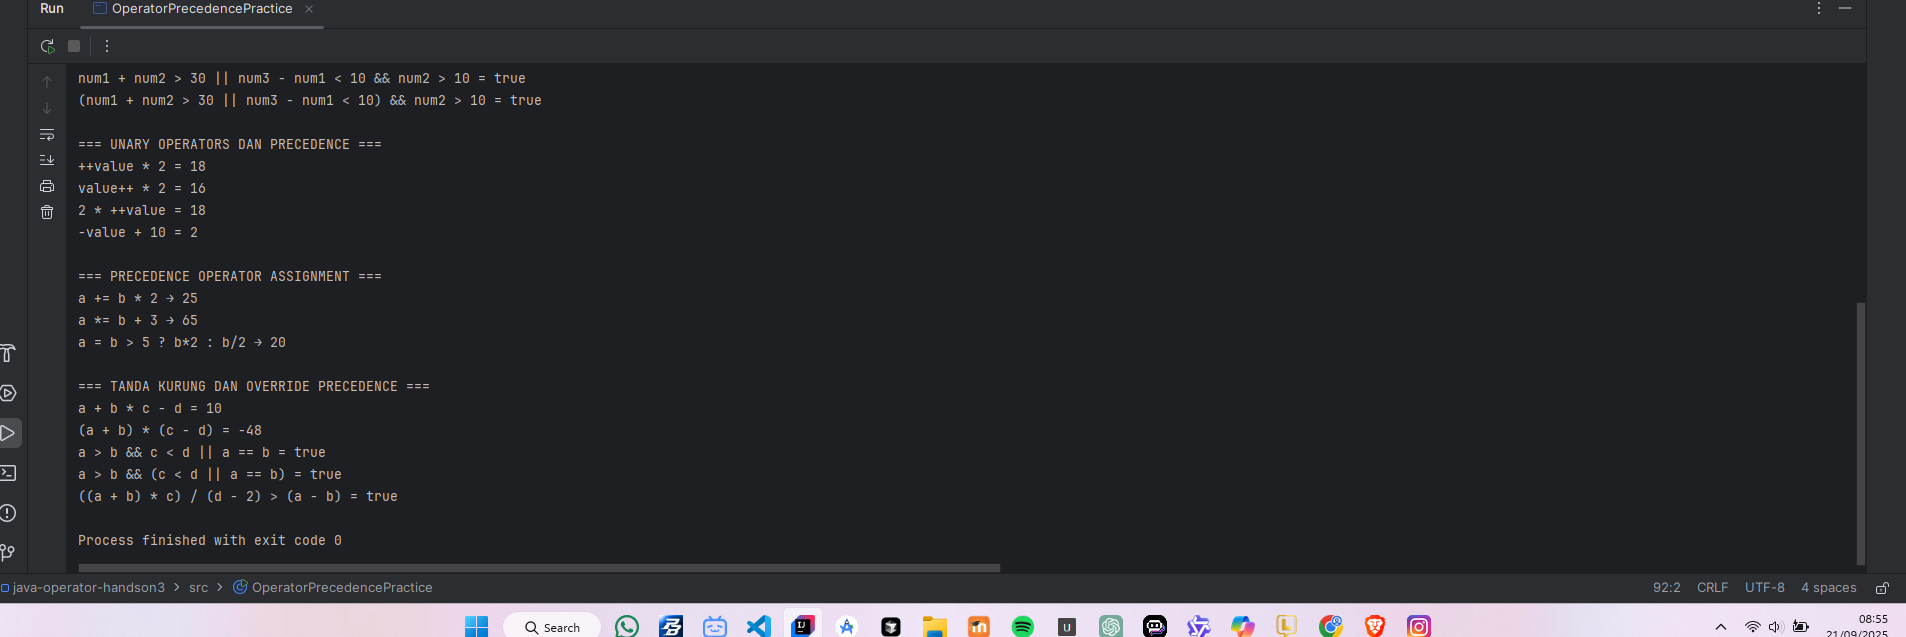 Run OperatorPrecedencePractice
num1 + num2 > 30 || num3 - num1 < 10 && num2 > 10 = true
(num1 + num2 > 30 || num3 - num1 < 10) && num2 > 10 = true
=== UNARY OPERATORS DAN PRECEDENCE ===
++value * 2 = 18
value++ * 2 = 16
2 * ++value = 18
-value + 10 = 2
=== PRECEDENCE OPERATOR ASSIGNMENT ===
a += b * 2 → 25
a *= b + 3 → 65
a = b > 5 ? b*2 : b/2 → 20
=== TANDA KURUNG DAN OVERRIDE PRECEDENCE ===
a + b * c - d = 10
(a + b) * (c - d) = -48
a > b && c < d || a == b = true
a > b && (c < d || a == b) = true
((a + b) * c) / (d - 2) > (a - b) = true
Process finished with exit code 0
java-operator-handson3 > src > OperatorPrecedencePractice 92:2 CRLF UTF-8 4 spaces
Search
08:55
21/09/2025